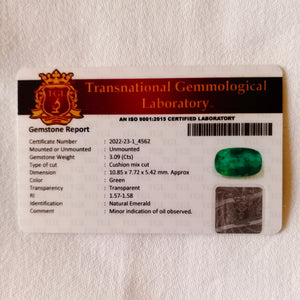 TGL
Transnational Gemmological
Laboratory
AN ISO 9001:2015 CERTIFIED LABORATORY
Gemstone Report
Certificate Number : 2022-23-1_4562
Mounted or Unmounted : Unmounted
Gemstone Weight : 3.09 (Cts)
Type of cut : Cushion mix cut
Dimension : 10.85 x 7.72 x 5.42 mm. Approx
Color : Green
Transparency : Transparent
RI : 1.57-1.58
Identification : Natural Emerald
Comment : Minor indication of oil observed.